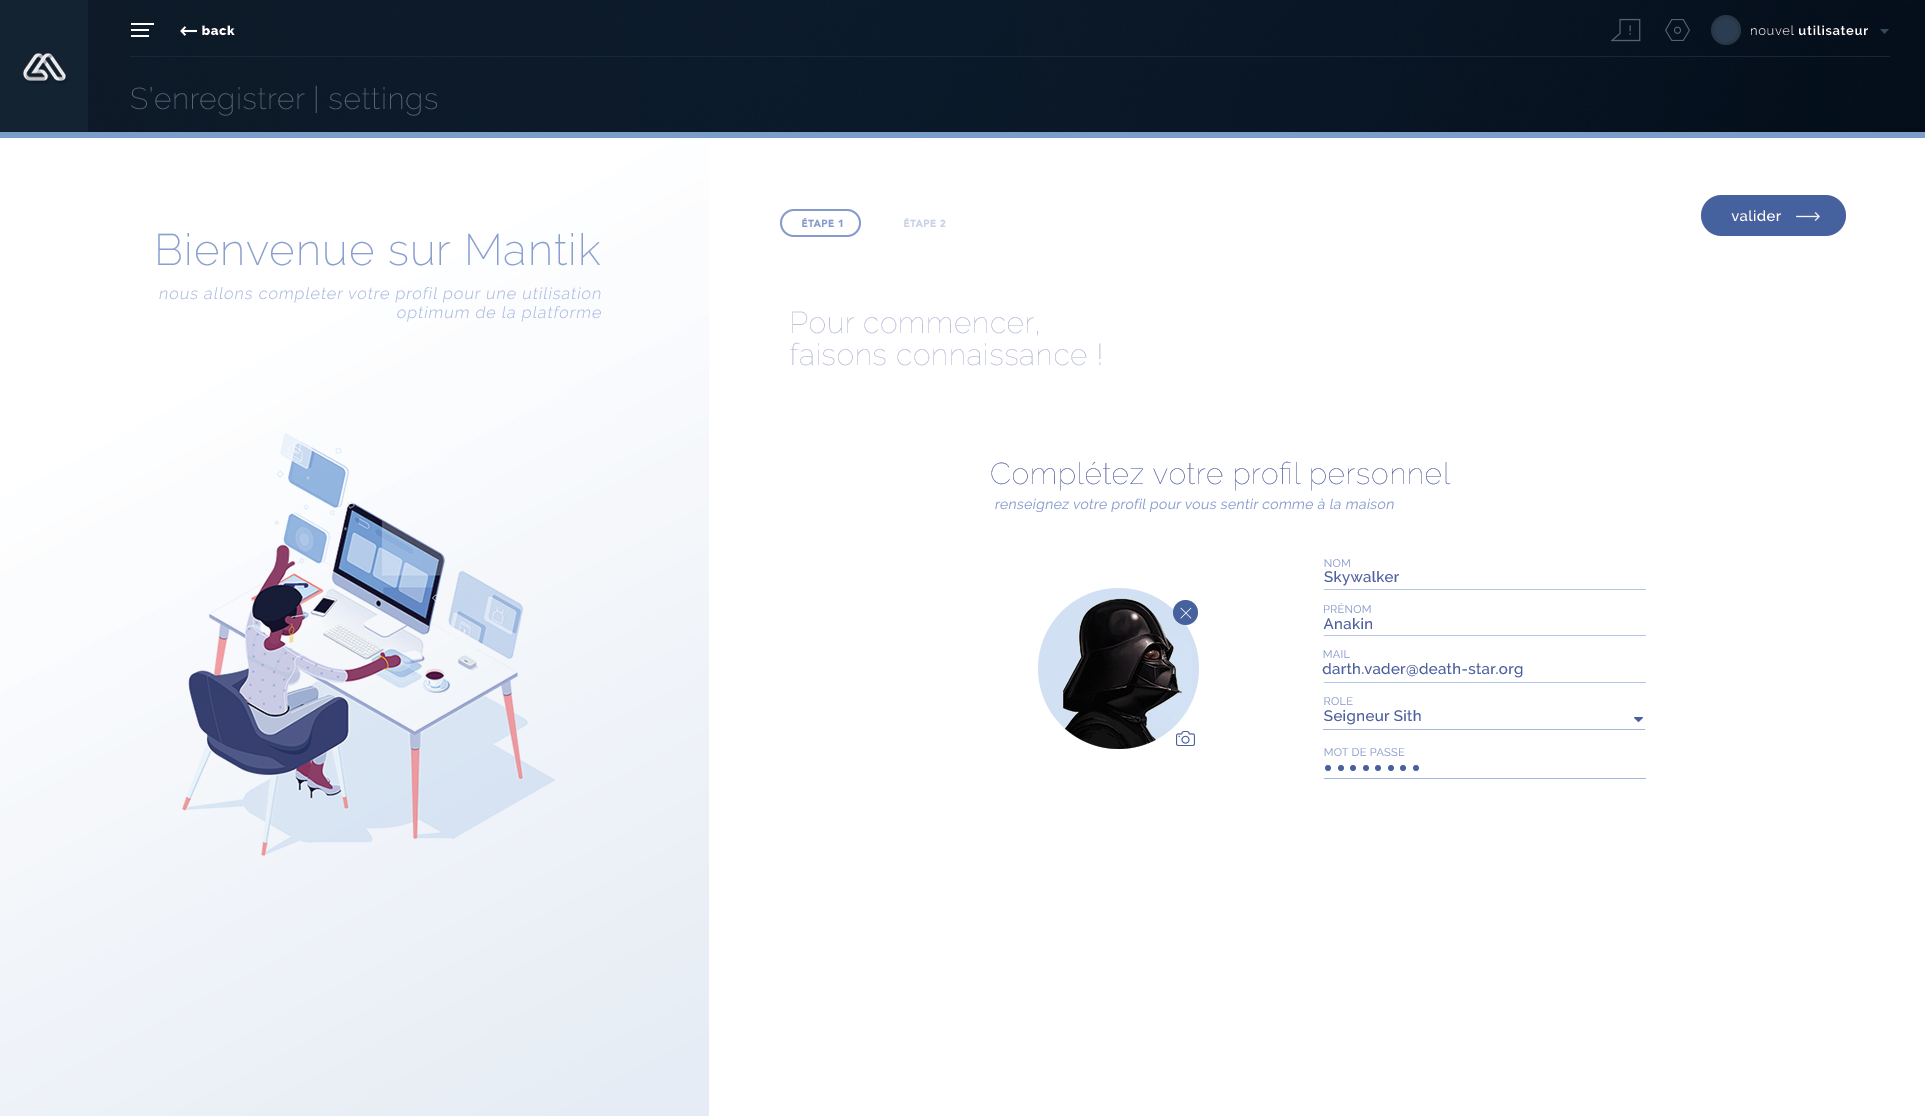 back
nouvel utilisateur
S'enregistrer | settings
Bienvenue sur Mantik
nous allons completer votre profil pour une utilisation
optimum de la platforme
ÉTAPE 1
ÉTAPE 2
valider
Pour commencer,
faisons connaissance !
Complétez votre profil personnel
renseignez votre profil pour vous sentir comme à la maison
NOM
Skywalker
PRÉNOM
Anakin
MAIL
darth.vader@death-star.org
ROLE
Seigneur Sith
MOT DE PASSE